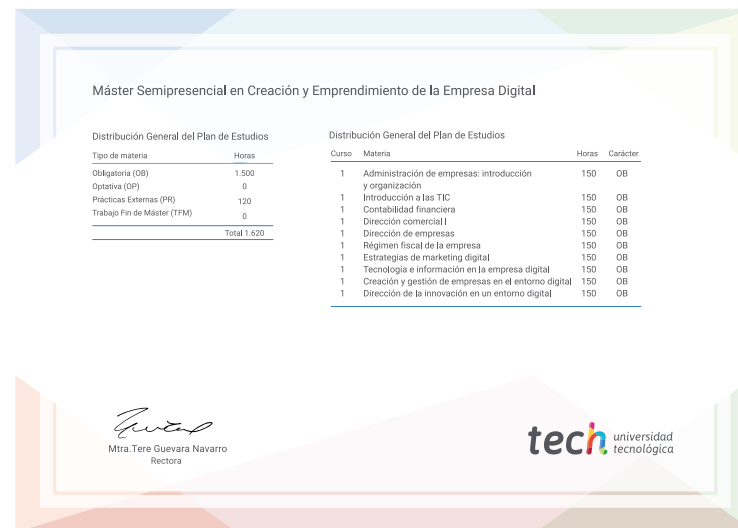 Máster Semipresencial en Creación y Emprendimiento de la Empresa Digital
Distribución General del Plan de Estudios
Tipo de materia Horas
Obligatoria (OB) 1.500
Optativa (OP) 0
Prácticas Externas (PR) 120
Trabajo Fin de Máster (TFM) 0
Total 1.620
Distribución General del Plan de Estudios
Curso Materia Horas Carácter
1 Administración de empresas: introducción 150 OB
y organización
1 Introducción a las TIC 150 OB
1 Contabilidad financiera 150 OB
1 Dirección comercial I 150 OB
1 Dirección de empresas 150 OB
1 Régimen fiscal de la empresa 150 OB
1 Estrategias de marketing digital 150 OB
1 Tecnología e información en la empresa digital 150 OB
1 Creación y gestión de empresas en el entorno digital 150 OB
1 Dirección de la innovación en un entorno digital 150 OB
Mtra.Tere Guevara Navarro
Rectora
tech universidad
tecnológica